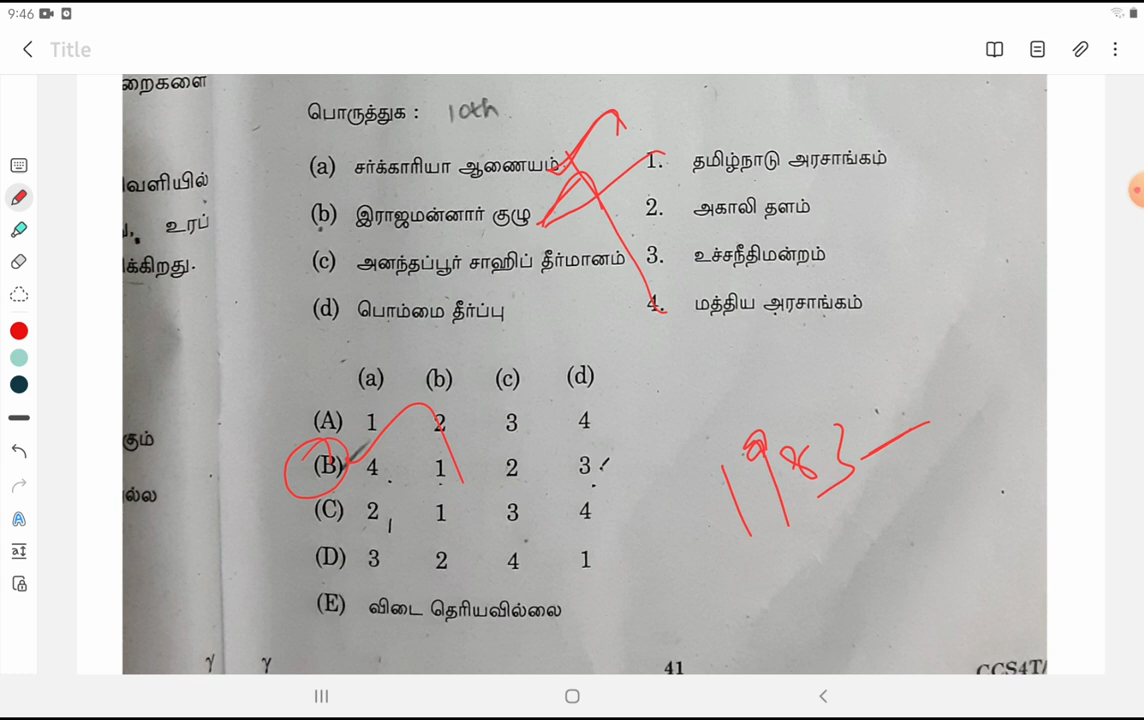 9:46
Title
றைகளை
வெளியில்
உரப்
க்கிறது.
கும்
ல்ல
பொருத்துக : 10th
(a) சர்க்காரியா ஆணையம் 1. தமிழ்நாடு அரசாங்கம்
(b) இராஜமன்னார் குழு 2. அகாலி தளம்
(c) அனந்தப்பூர் சாஹிப் தீர்மானம் 3. உச்சநீதிமன்றம்
(d) பொம்மை தீர்ப்பு 4. மத்திய அரசாங்கம்
(a) (b) (c) (d)
(A) 1 2 3 4
(B) 4 1 2 3
(C) 2 1 3 4
(D) 3 2 4 1
(E) விடை தெரியவில்லை
1983
41 CCS4T/